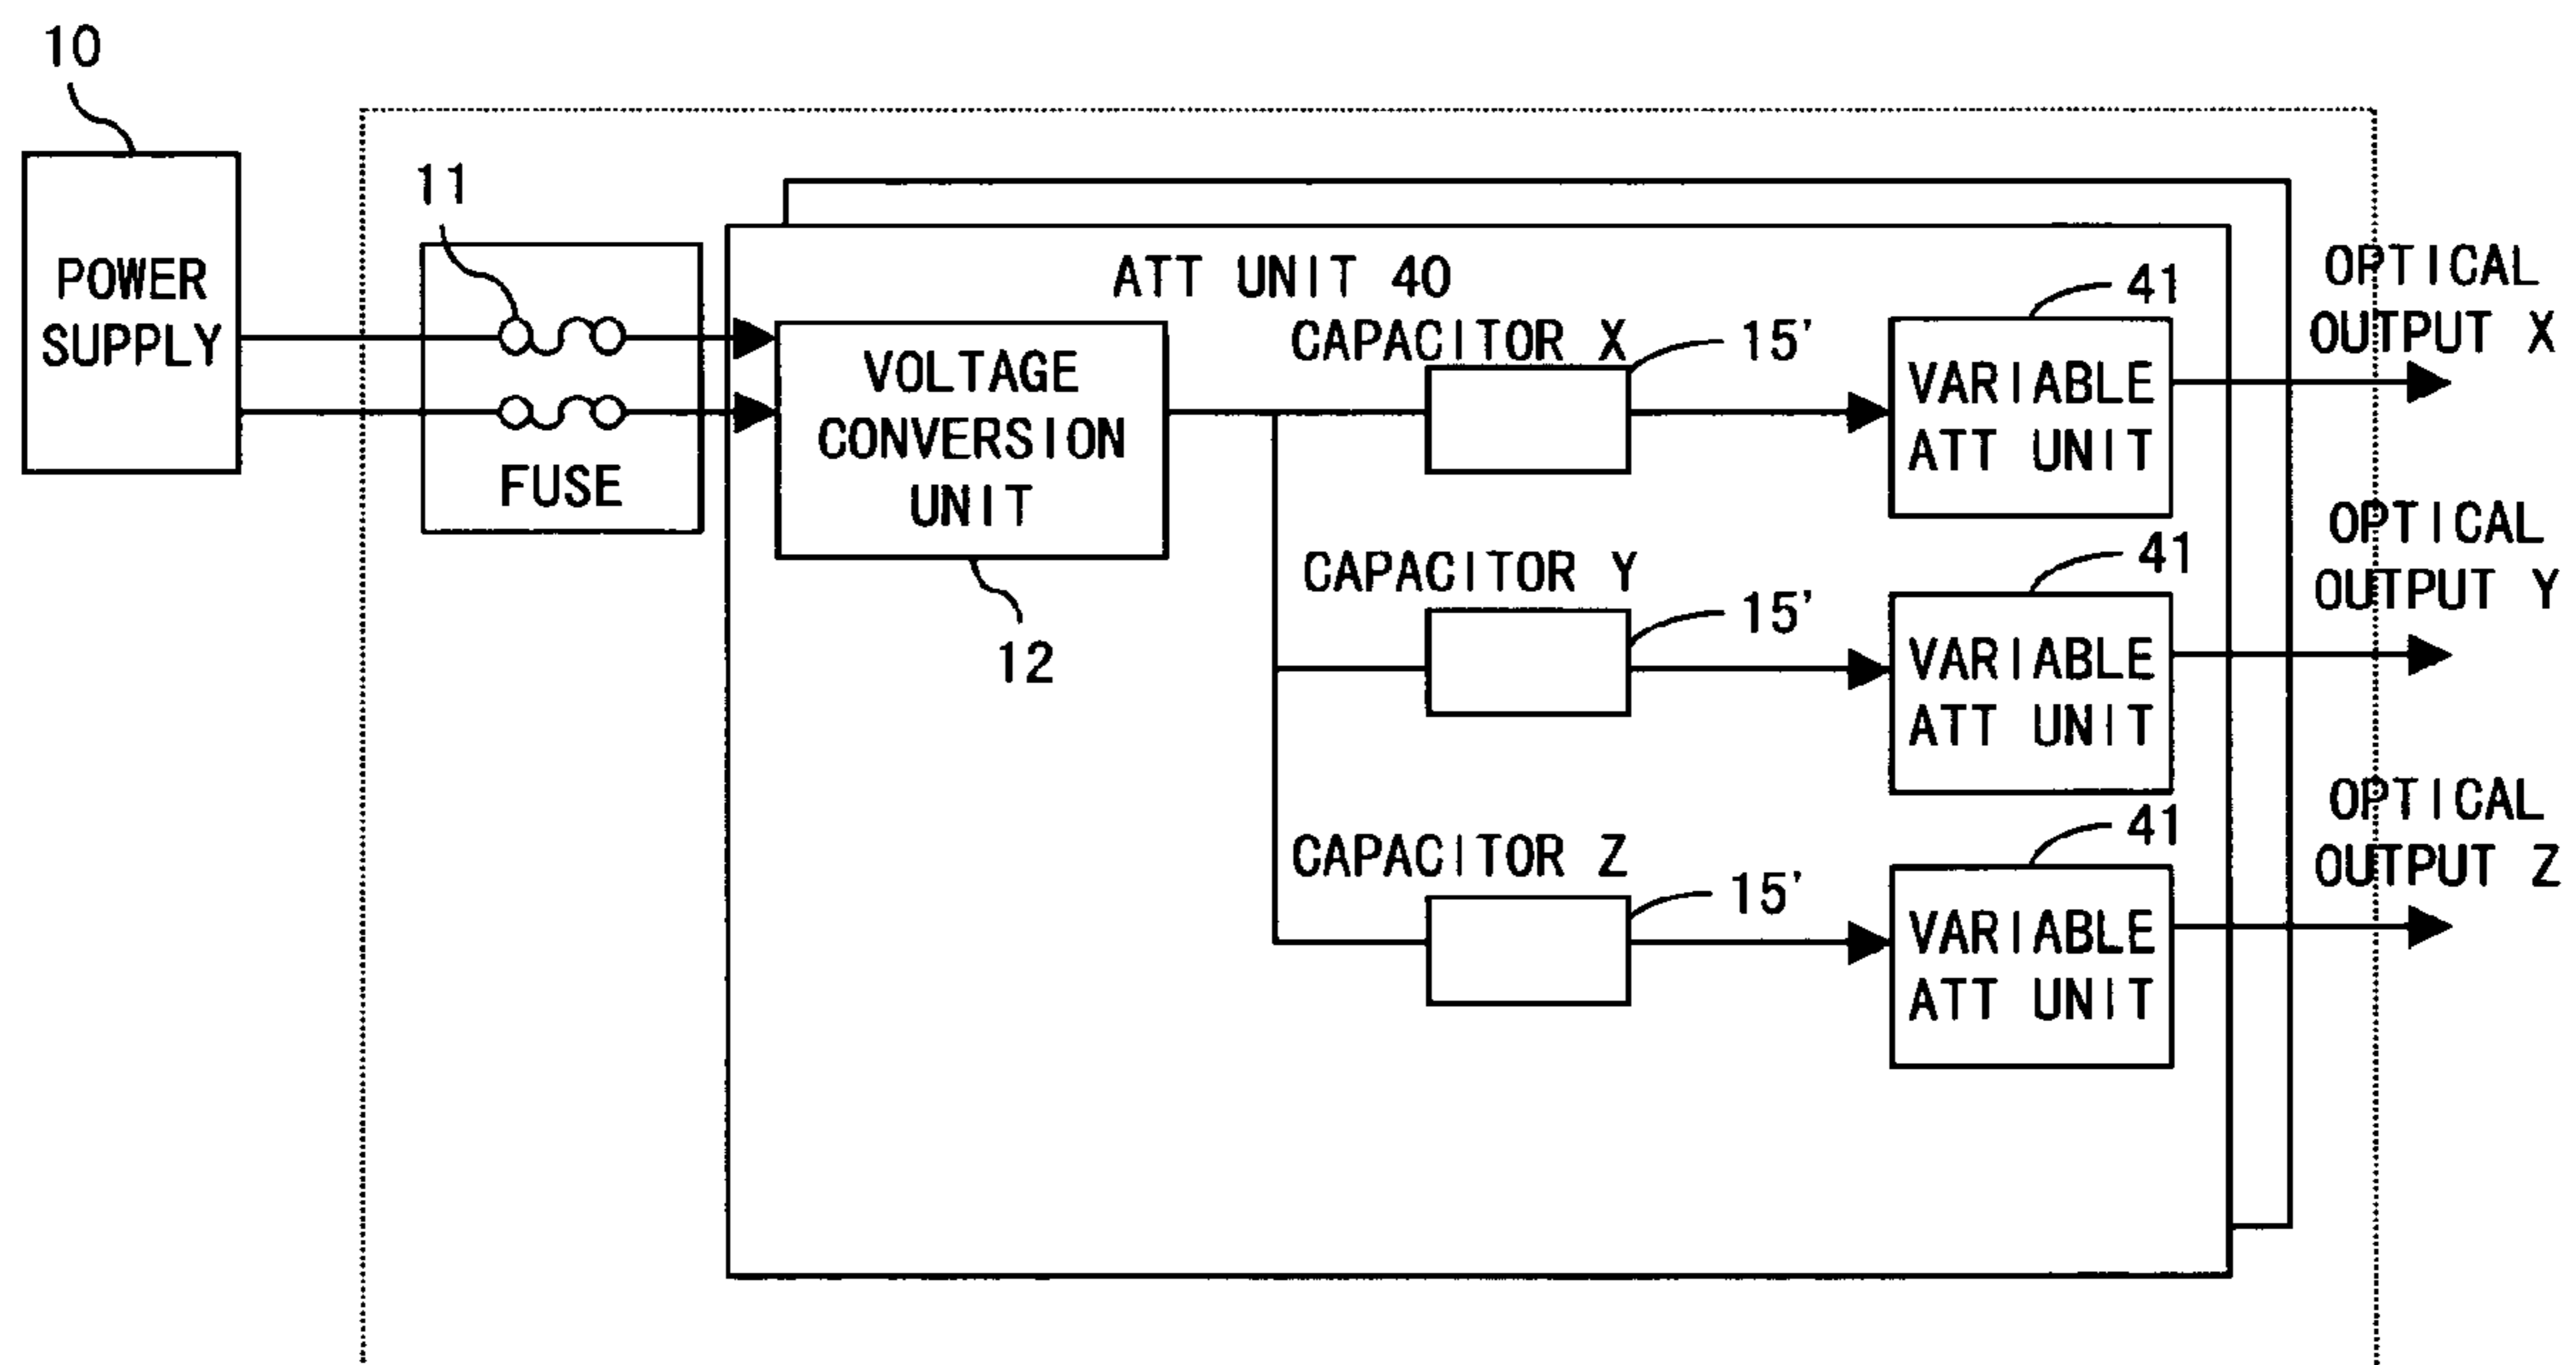 10
POWER
SUPPLY
11
FUSE
ATT UNIT 40
VOLTAGE
CONVERSION
UNIT
12
CAPACITOR X
15'
41
VARIABLE
ATT UNIT
OPTICAL
OUTPUT X
CAPACITOR Y
15'
41
VARIABLE
ATT UNIT
OPTICAL
OUTPUT Y
CAPACITOR Z
15'
41
VARIABLE
ATT UNIT
OPTICAL
OUTPUT Z